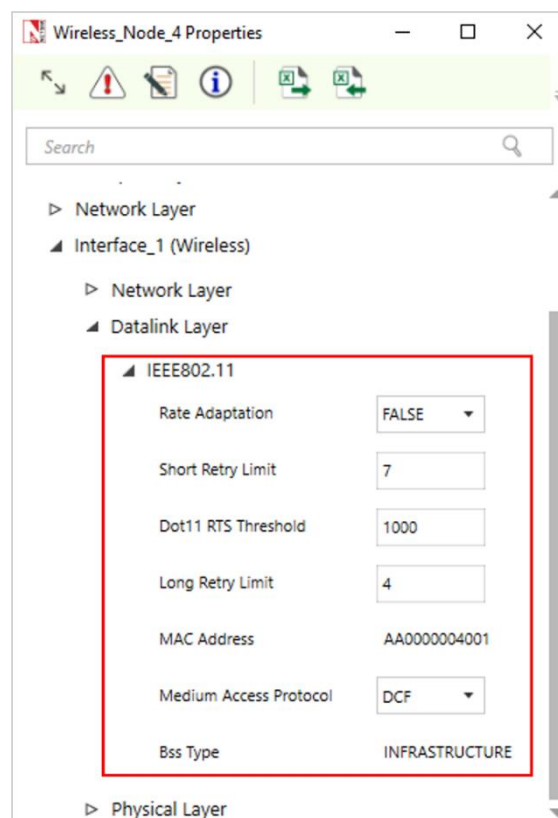 Wireless_Node_4 Properties
Search
Network Layer
Interface_1 (Wireless)
Network Layer
Datalink Layer
IEEE802.11
Rate Adaptation FALSE
Short Retry Limit 7
Dot11 RTS Threshold 1000
Long Retry Limit 4
MAC Address AA0000004001
Medium Access Protocol DCF
Bss Type INFRASTRUCTURE
Physical Layer